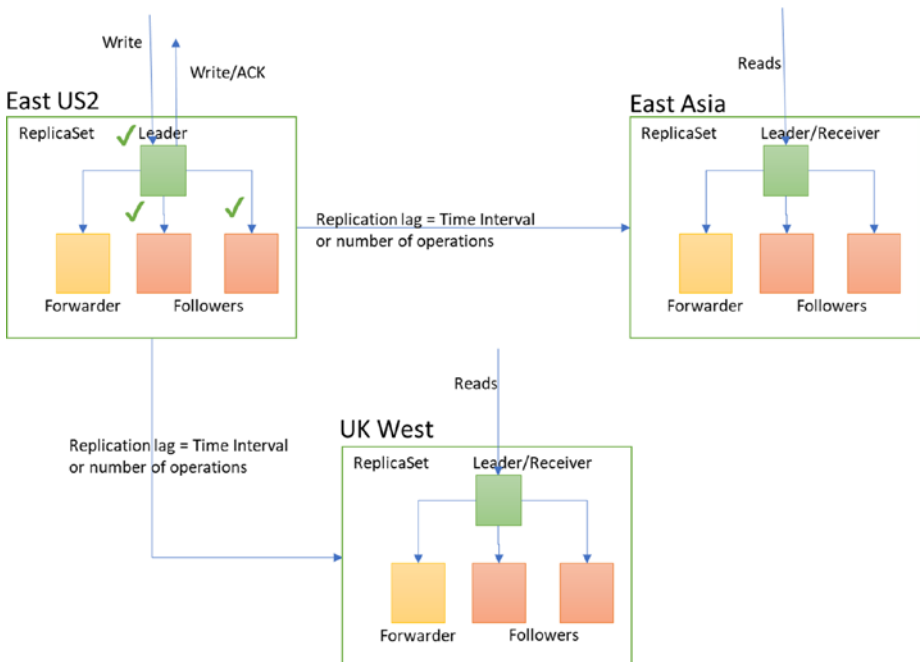 Write
Write/ACK
Reads
East US2
East Asia
ReplicaSet
Leader
ReplicaSet
Leader/Receiver
Replication lag = Time Interval
or number of operations
Forwarder
Followers
Forwarder
Followers
Reads
UK West
Replication lag = Time Interval
or number of operations
ReplicaSet
Leader/Receiver
Forwarder
Followers